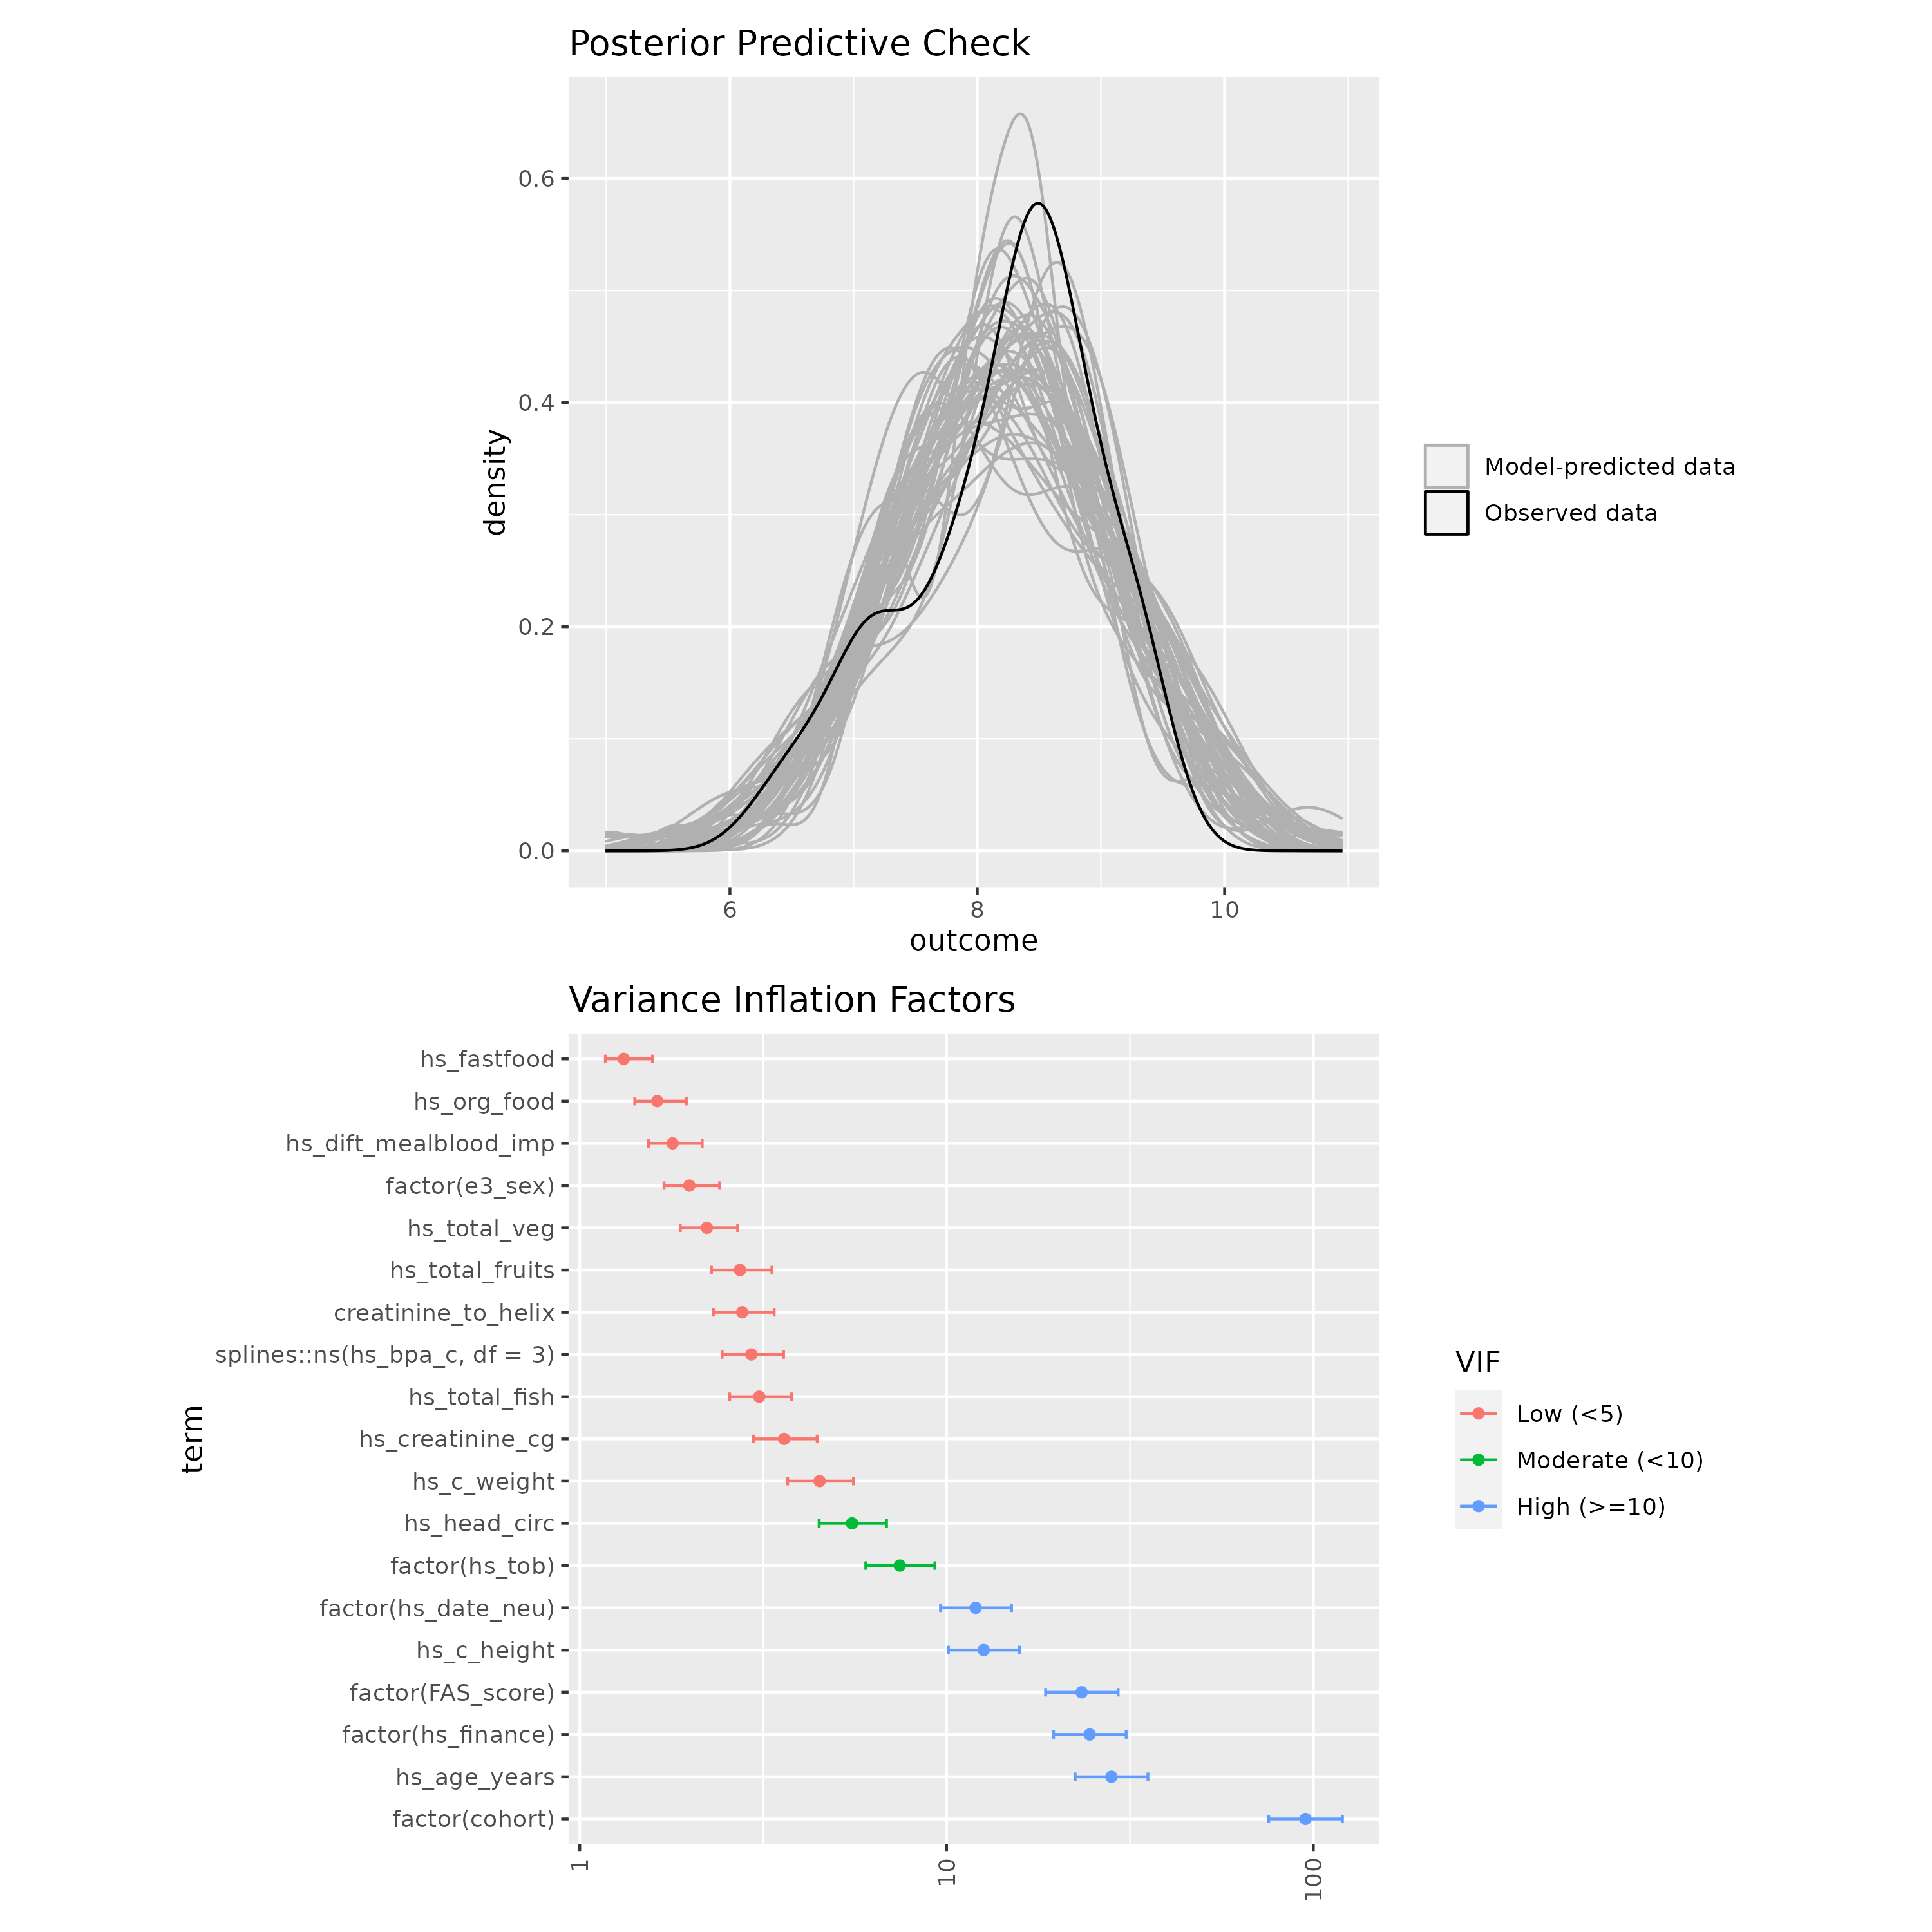 Posterior Predictive Check
0.6
0.4
0.2
0.0
density
6 8 10
outcome
Model-predicted data
Observed data
Variance Inflation Factors
term
hs_fastfood
hs_org_food
hs_dift_mealblood_imp
factor(e3_sex)
hs_total_veg
hs_total_fruits
creatinine_to_helix
splines::ns(hs_bpa_c, df = 3)
hs_total_fish
hs_creatinine_cg
hs_c_weight
hs_head_circ
factor(hs_tob)
factor(hs_date_neu)
hs_c_height
factor(FAS_score)
factor(hs_finance)
hs_age_years
factor(cohort)
1 10 100
VIF
Low (<5)
Moderate (<10)
High (>=10)